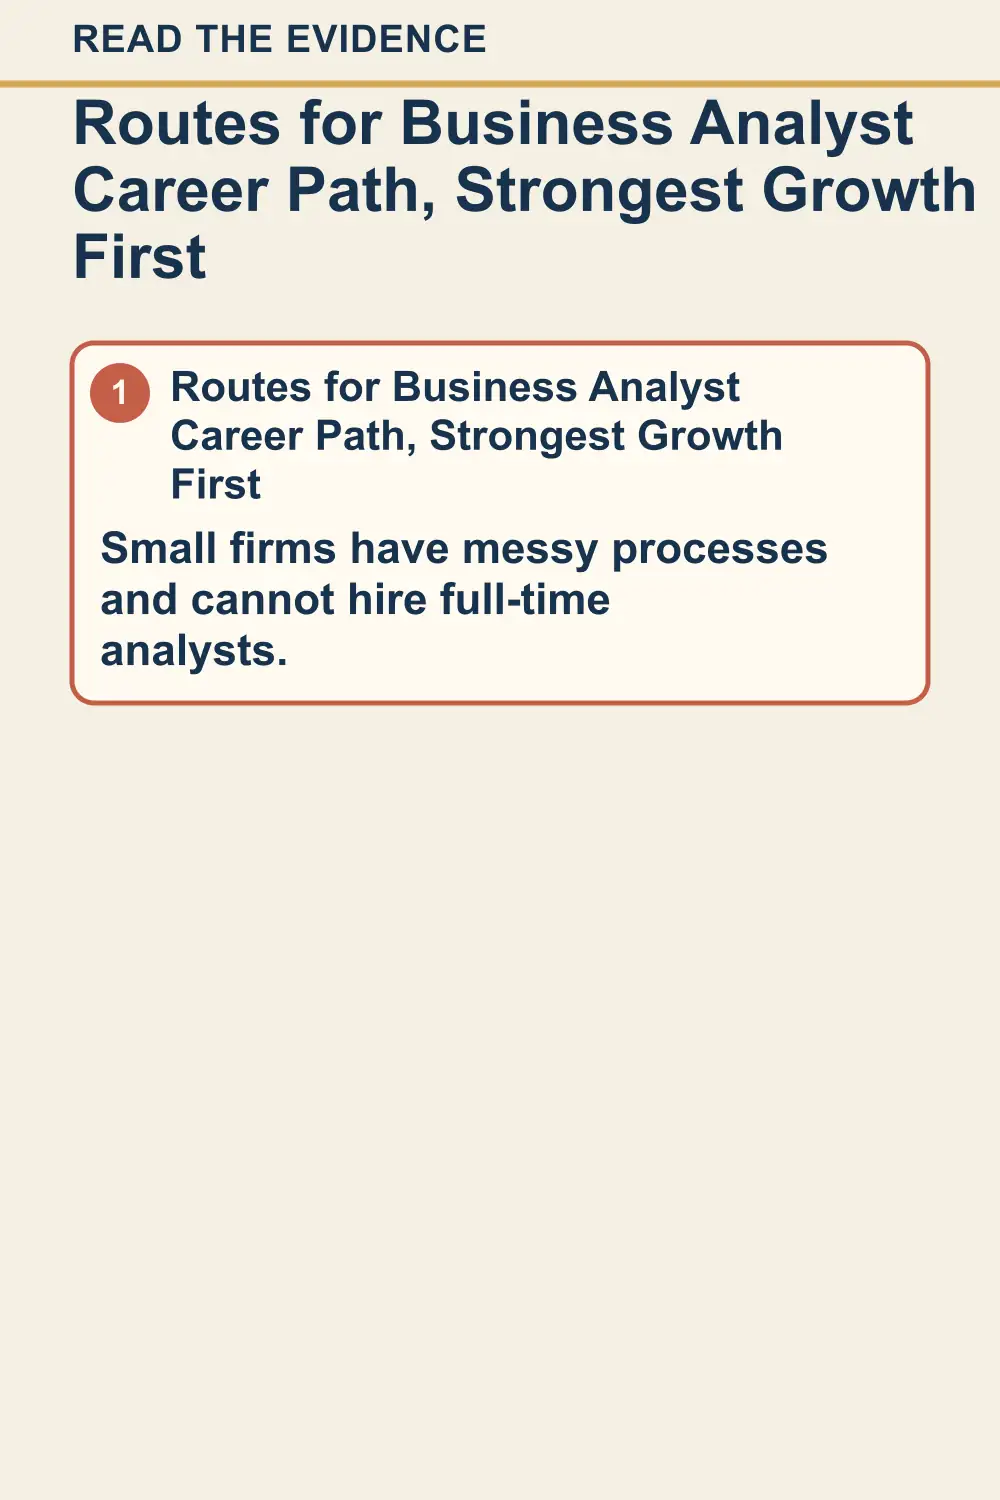 READ THE EVIDENCE
Routes for Business Analyst
Career Path, Strongest Growth
First
1
Routes for Business Analyst
Career Path, Strongest Growth
First
Small firms have messy processes
and cannot hire full-time
analysts.